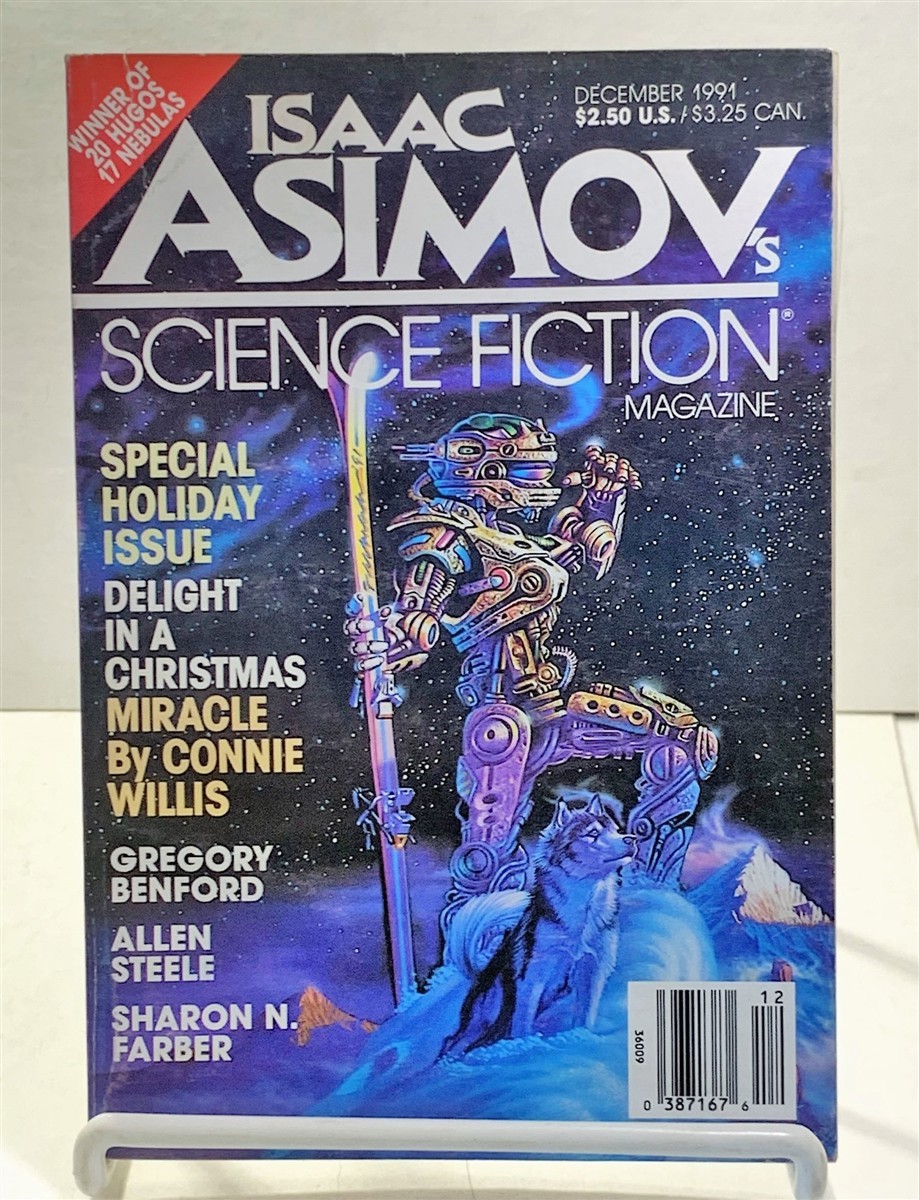 WINNER OF
20 HUGOS
17 NEBULAS
DECEMBER 1991
$2.50 U.S. / $3.25 CAN.
ISAAC
ASIMOV's
SCIENCE FICTION®
MAGAZINE
SPECIAL
HOLIDAY
ISSUE
DELIGHT
IN A
CHRISTMAS
MIRACLE
By CONNIE
WILLIS
GREGORY
BENFORD
ALLEN
STEELE
SHARON N.
FARBER
12
36009
0 387167 6